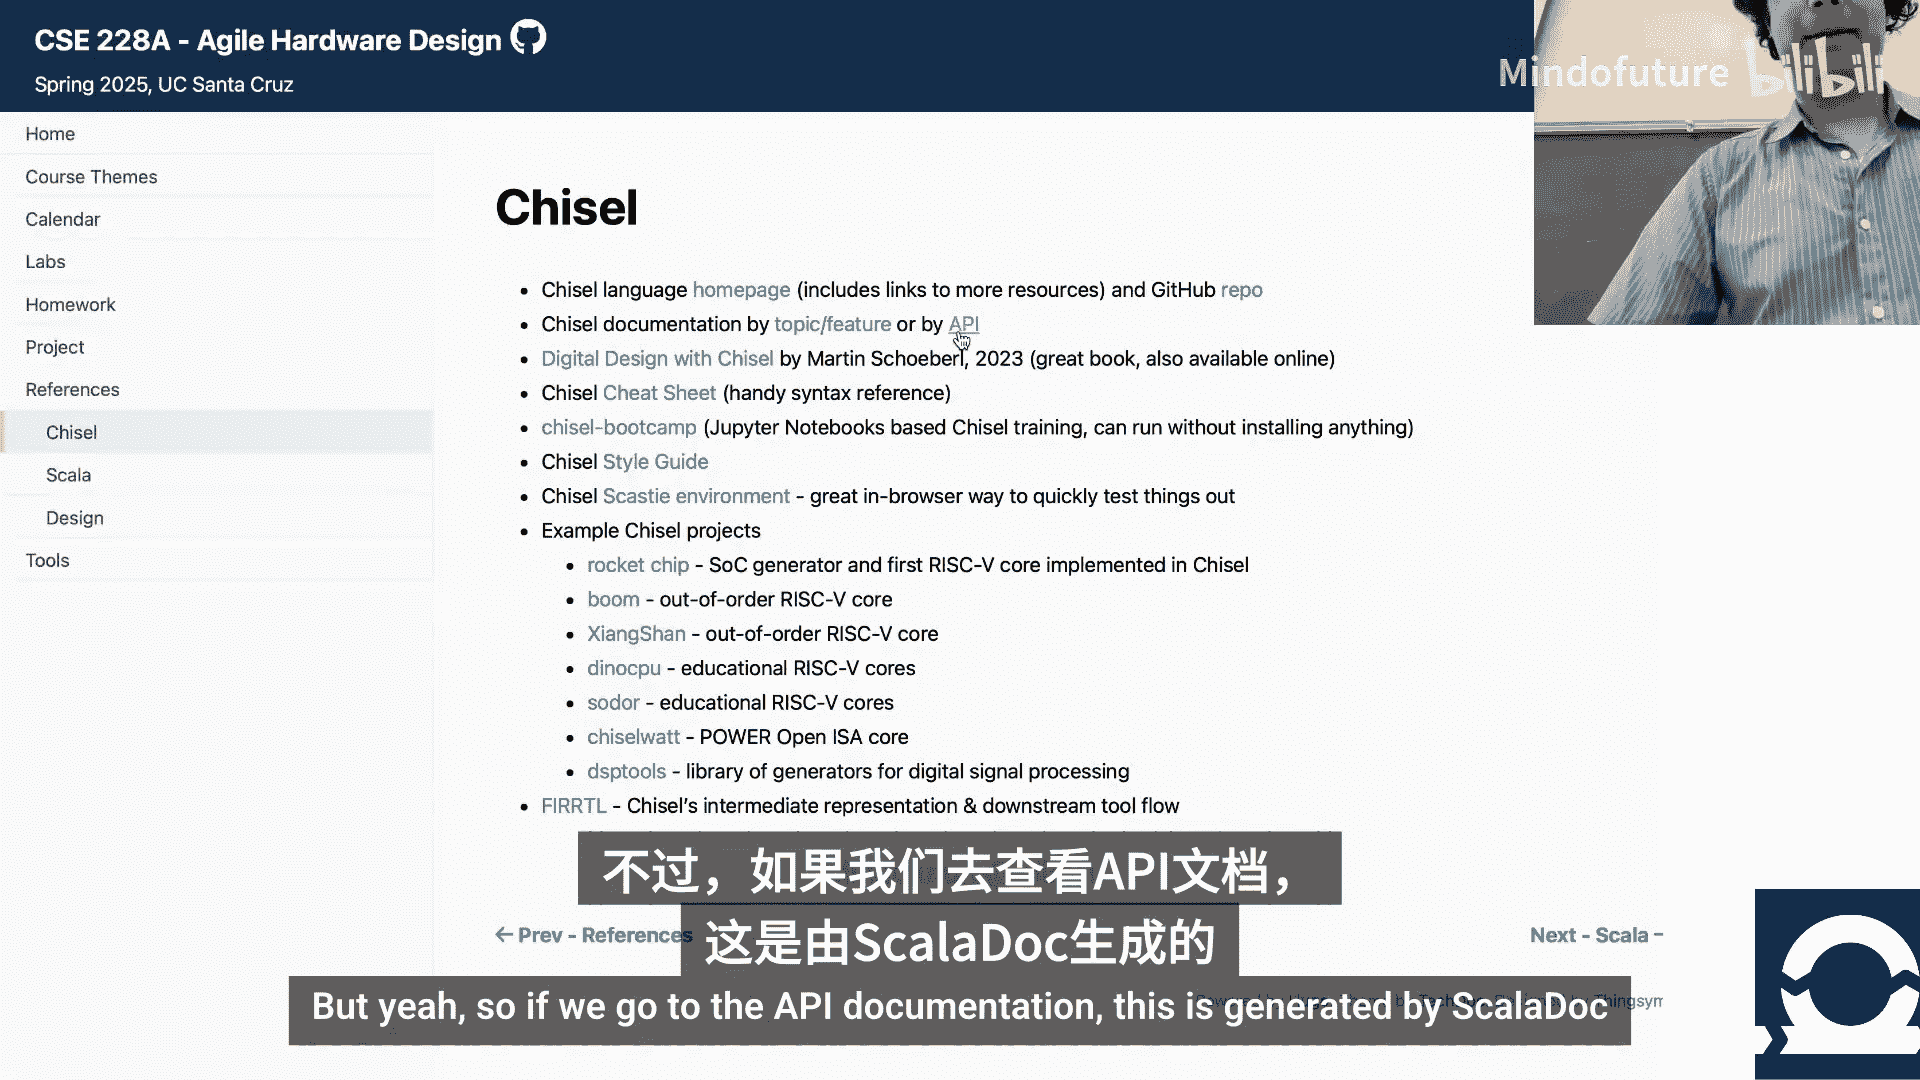 CSE 228A - Agile Hardware Design
Spring 2025, UC Santa Cruz
Mindofuture bilibili
Home
Course Themes
Calendar
Labs
Homework
Project
References
Chisel
Scala
Design
Tools
Chisel
Chisel language homepage (includes links to more resources) and GitHub repo
Chisel documentation by topic/feature or by API
Digital Design with Chisel by Martin Schoeberl, 2023 (great book, also available online)
Chisel Cheat Sheet (handy syntax reference)
chisel-bootcamp (Jupyter Notebooks based Chisel training, can run without installing anything)
Chisel Style Guide
Chisel Scastie environment - great in-browser way to quickly test things out
Example Chisel projects
rocket chip - SoC generator and first RISC-V core implemented in Chisel
boom - out-of-order RISC-V core
XiangShan - out-of-order RISC-V core
dinocpu - educational RISC-V cores
sodor - educational RISC-V cores
chiselwatt - POWER Open ISA core
dsptools - library of generators for digital signal processing
FIRRTL - Chisel’s intermediate representation & downstream tool flow
不过，如果我们去查看API文档，
← Prev - References
这是由ScalaDoc生成的
Next - Scala
But yeah, so if we go to the API documentation, this is generated by ScalaDoc